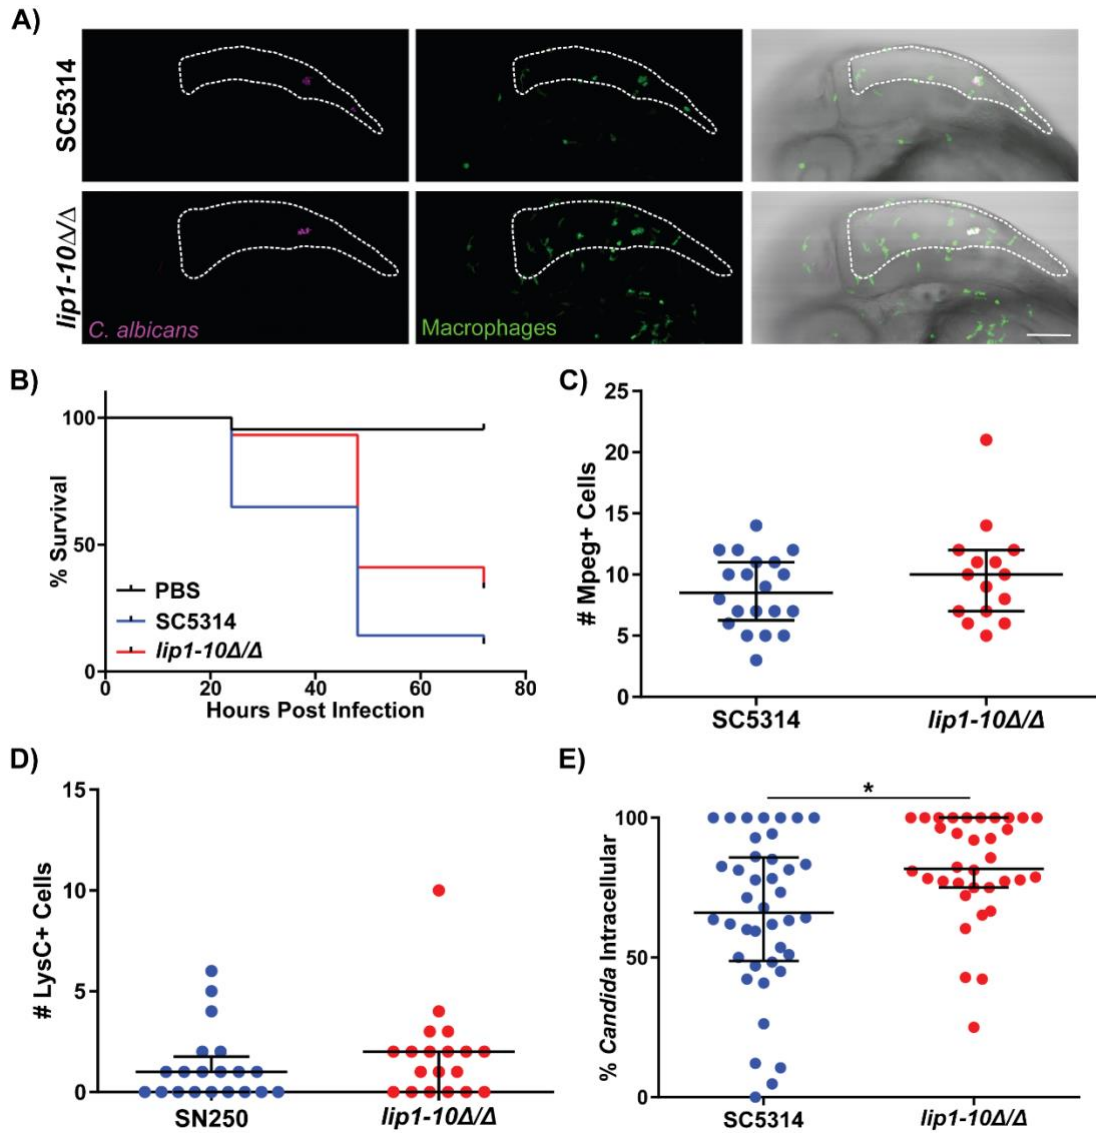 A)
SC5314
lip1-10Δ/Δ
C. albicans
Macrophages
B)
% Survival
100
50
0
PBS
SC5314
lip1-10Δ/Δ
0 20 40 60 80
Hours Post Infection
C)
# Mpeg+ Cells
25
20
15
10
5
0
SC5314 lip1-10Δ/Δ
D)
# LysC+ Cells
15
10
5
0
SN250 lip1-10Δ/Δ
E)
% Candida Intracellular
*
100
50
0
SC5314 lip1-10Δ/Δ